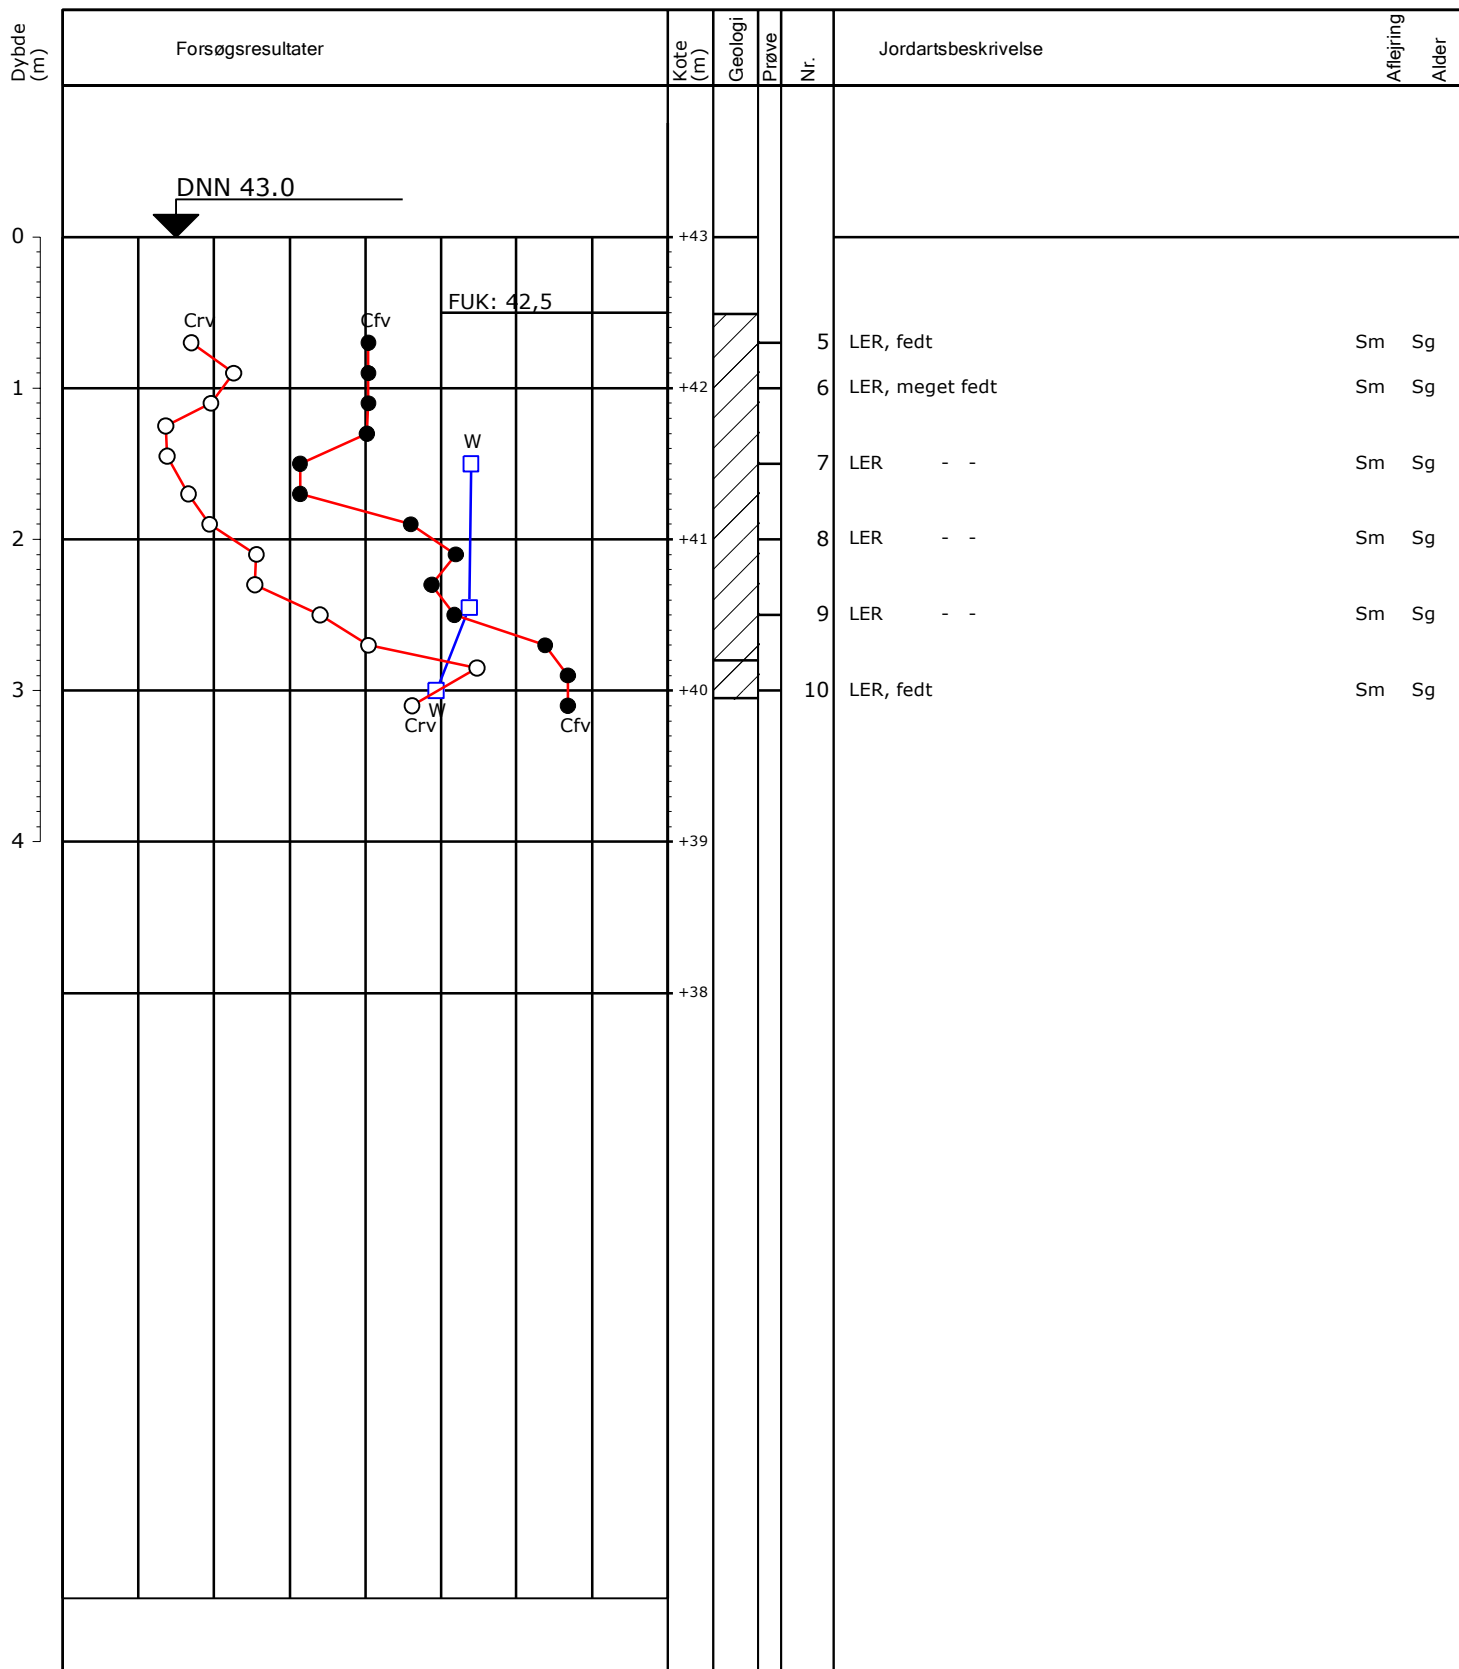 Dybde (m) Forsøgsresultater Kote (m) Geologi Prøve Nr. Jordartsbeskrivelse Aflejring Alder
DNN 43.0
0 +43
FUK: 42,5
Crv Cfv
5 LER, fedt Sm Sg
1 +42 6 LER, meget fedt Sm Sg
W
7 LER - - Sm Sg
2 +41 8 LER - - Sm Sg
9 LER - - Sm Sg
3 +40 10 LER, fedt Sm Sg
W
Crv Cfv
4 +39
+38